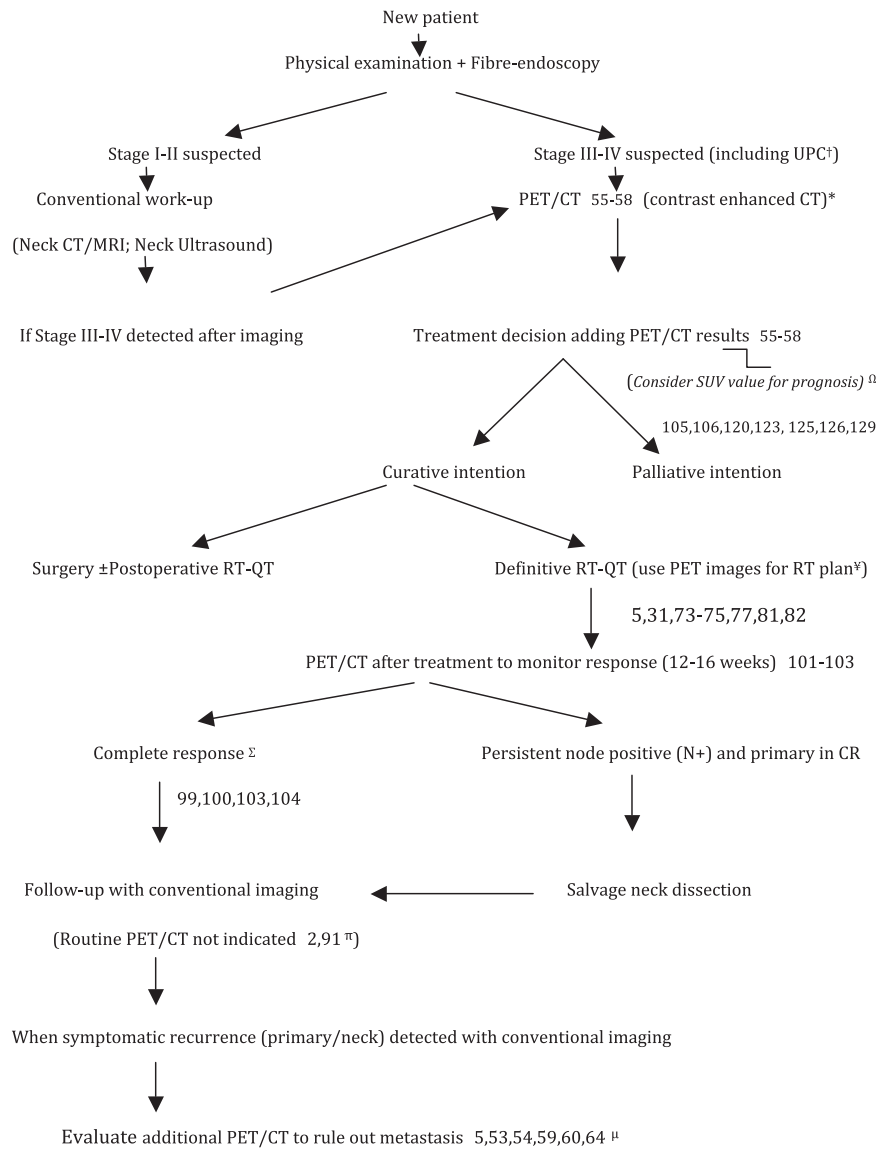 New patient
Physical examination + Fibre-endoscopy
Stage I-II suspected
Stage III-IV suspected (including UPC†)
Conventional work-up
PET/CT 55-58 (contrast enhanced CT)*
(Neck CT/MRI; Neck Ultrasound)
If Stage III-IV detected after imaging
Treatment decision adding PET/CT results 55-58
(Consider SUV value for prognosis) Ω
105,106,120,123, 125,126,129
Curative intention
Palliative intention
Surgery ±Postoperative RT-QT
Definitive RT-QT (use PET images for RT plan¥)
5,31,73-75,77,81,82
PET/CT after treatment to monitor response (12-16 weeks) 101-103
Complete response Σ
Persistent node positive (N+) and primary in CR
99,100,103,104
Follow-up with conventional imaging
Salvage neck dissection
(Routine PET/CT not indicated 2,91 π)
When symptomatic recurrence (primary/neck) detected with conventional imaging
Evaluate additional PET/CT to rule out metastasis 5,53,54,59,60,64 μ